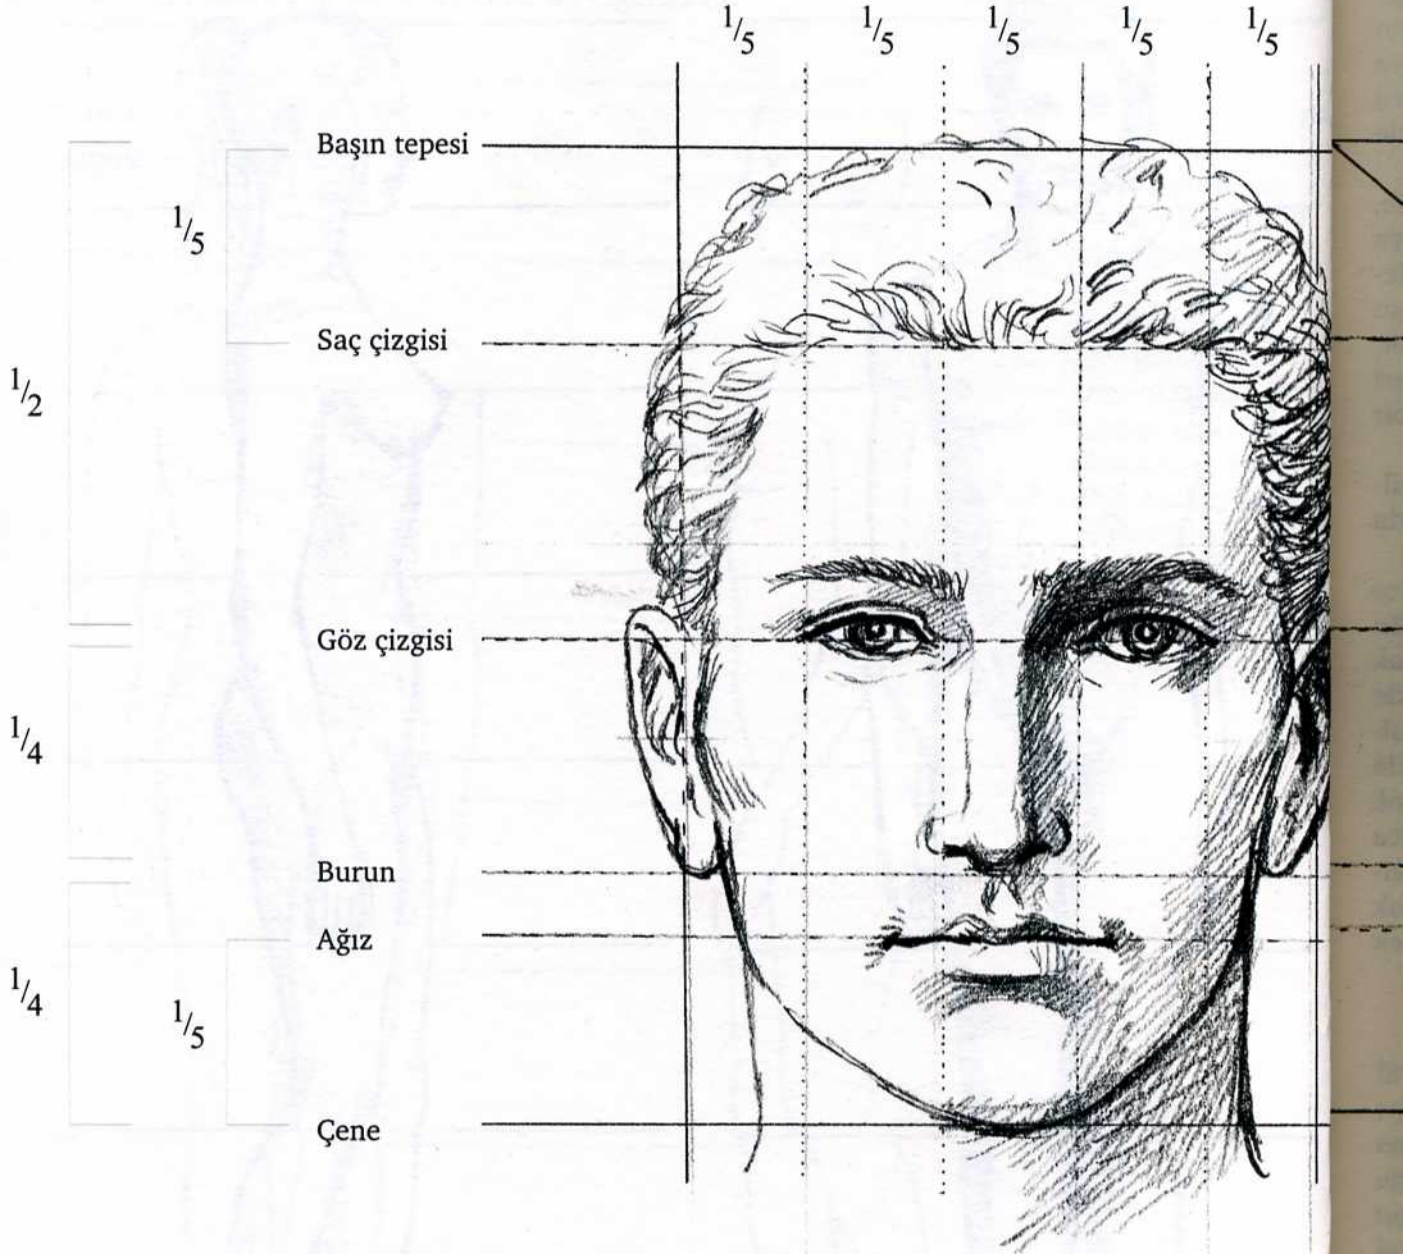 1/5 1/5 1/5 1/5 1/5
Başın tepesi
1/5
Saç çizgisi
1/2
Göz çizgisi
1/4
Burun
Ağız
1/4
1/5
Çene